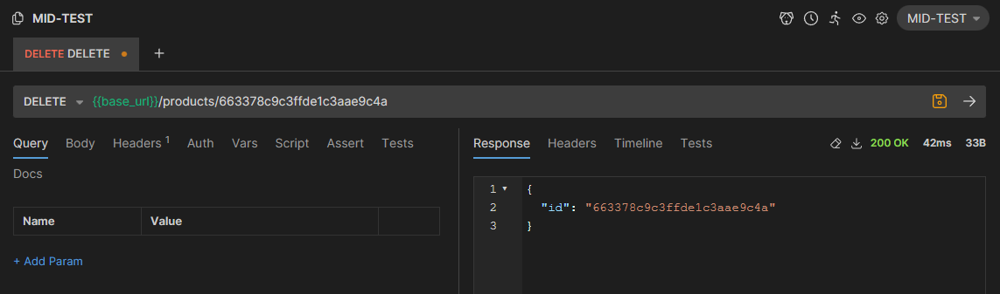 MID-TEST
MID-TEST
DELETE DELETE
DELETE {{base_url}}/products/663378c9c3ffde1c3aae9c4a
Query Body Headers 1 Auth Vars Script Assert Tests
Docs
Name Value
+ Add Param
Response Headers Timeline Tests 200 OK 42ms 33B
1 {
2 "id": "663378c9c3ffde1c3aae9c4a"
3 }